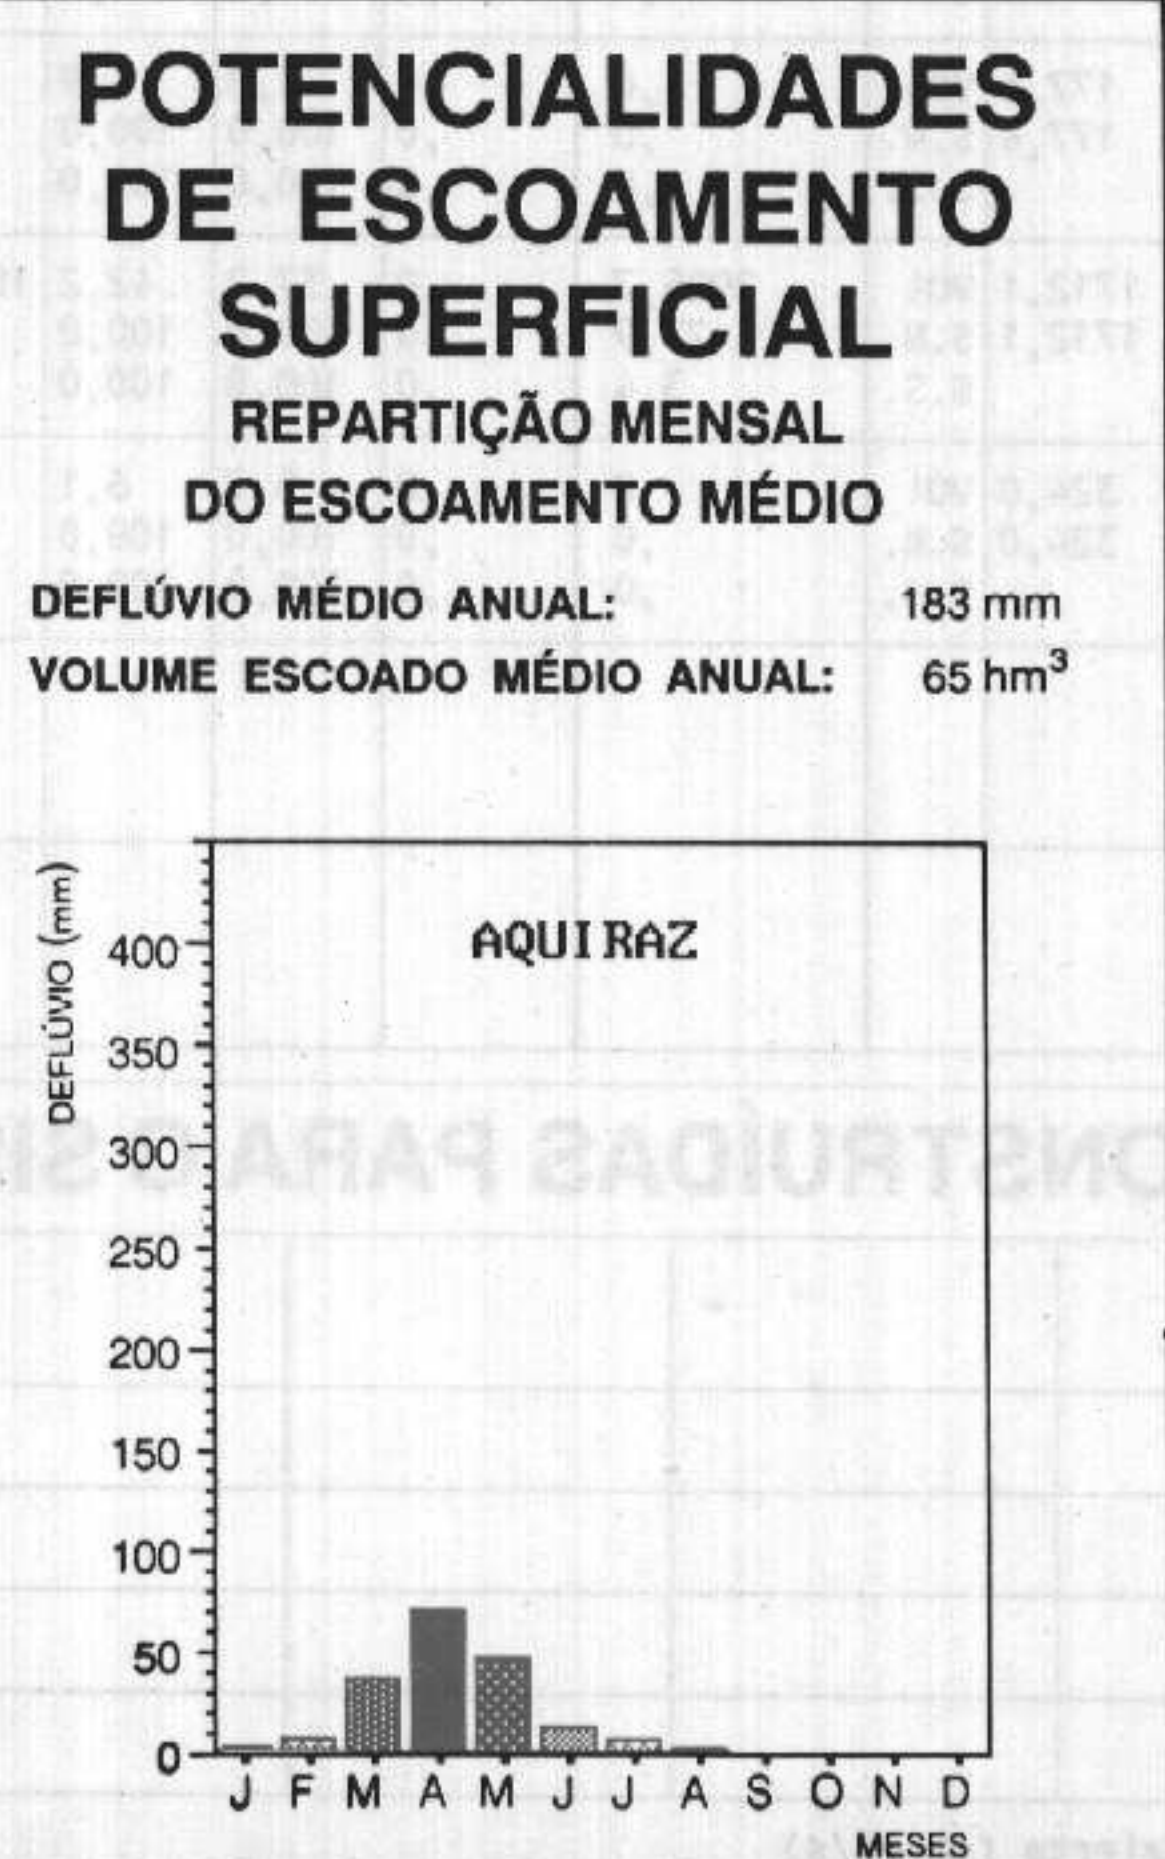 POTENCIALIDADES
DE ESCOAMENTO
SUPERFICIAL
REPARTIÇÃO MENSAL
DO ESCOAMENTO MÉDIO
DEFLÚVIO MÉDIO ANUAL: 183 mm
VOLUME ESCOADO MÉDIO ANUAL: 65 hm³
DEFLÚVIO (mm)
AQUIRAZ
400
350
300
250
200
150
100
50
0
J F M A M J J A S O N D
MESES